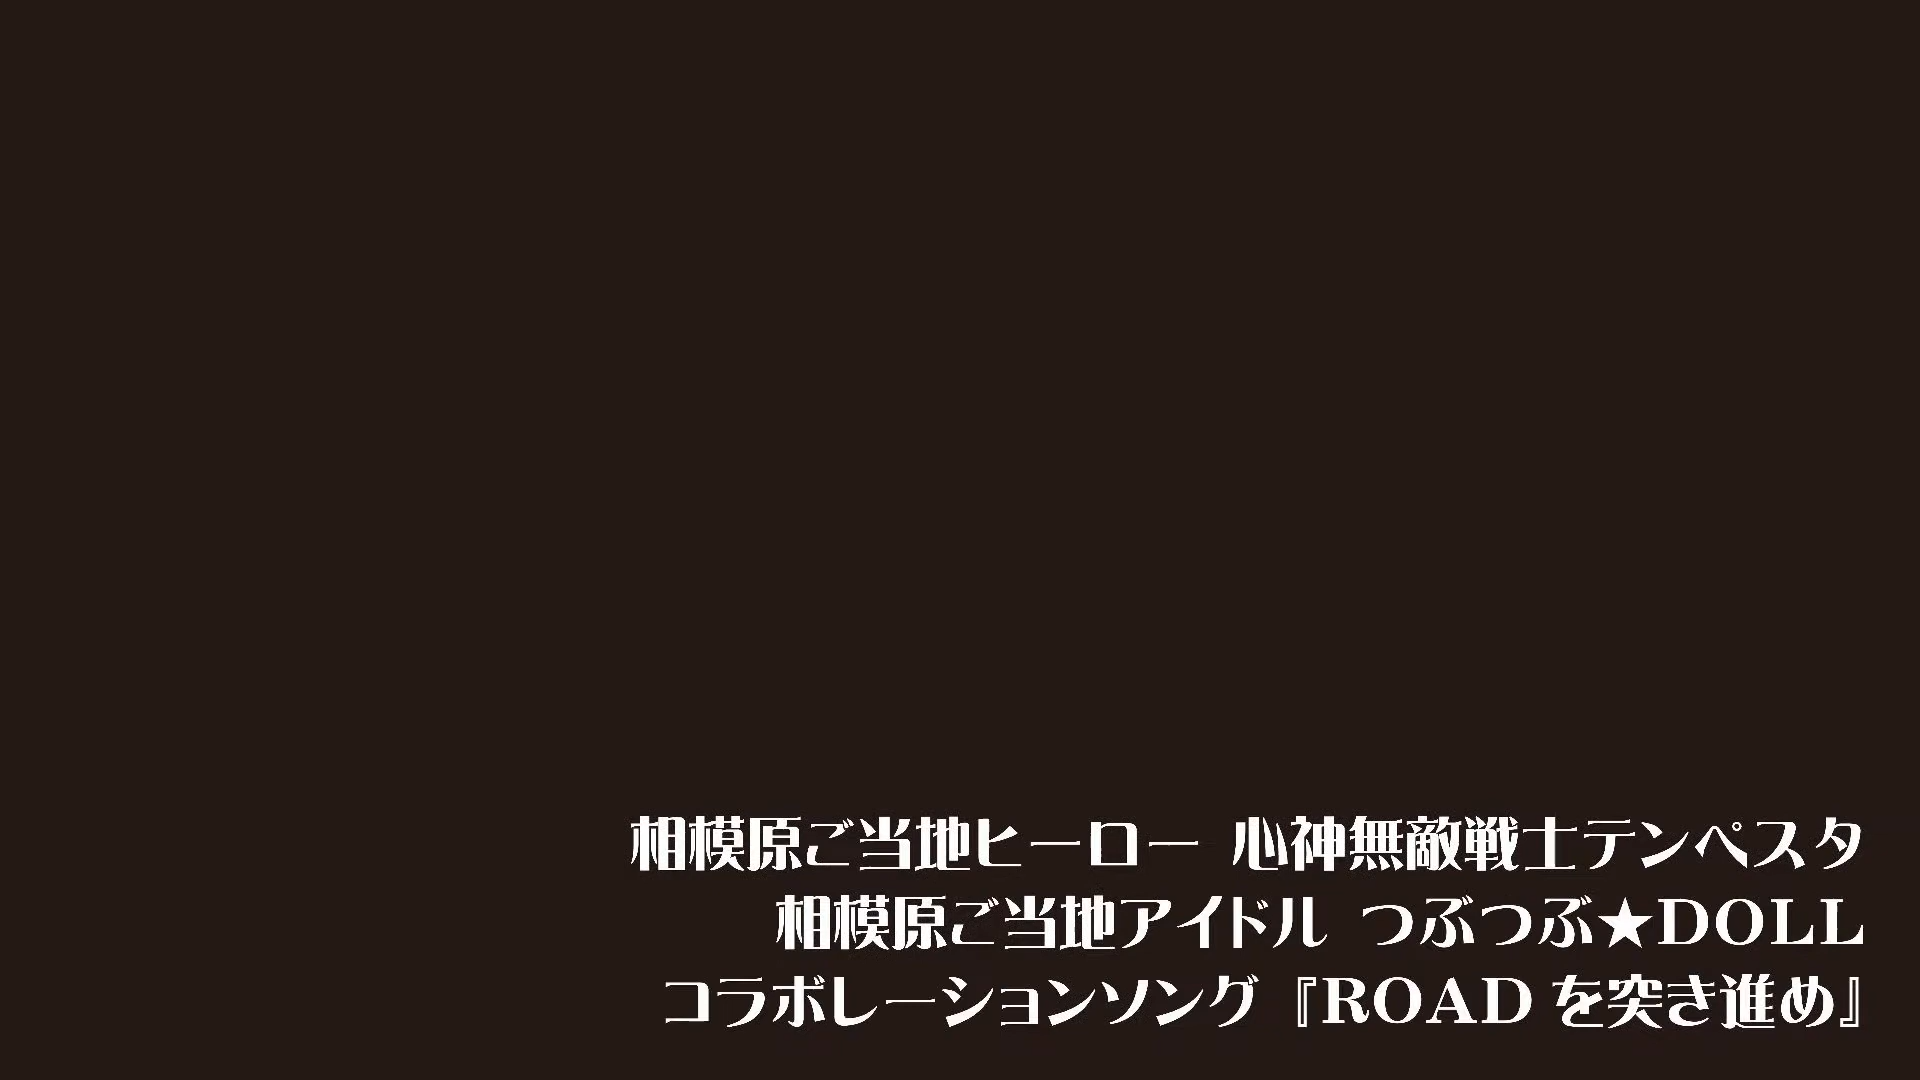 相模原ご当地ヒーロー 心神無敵戦士テンペスタ
相模原ご当地アイドル つぶつぶ★DOLL
コラボレーションソング『ROADを突き進め』